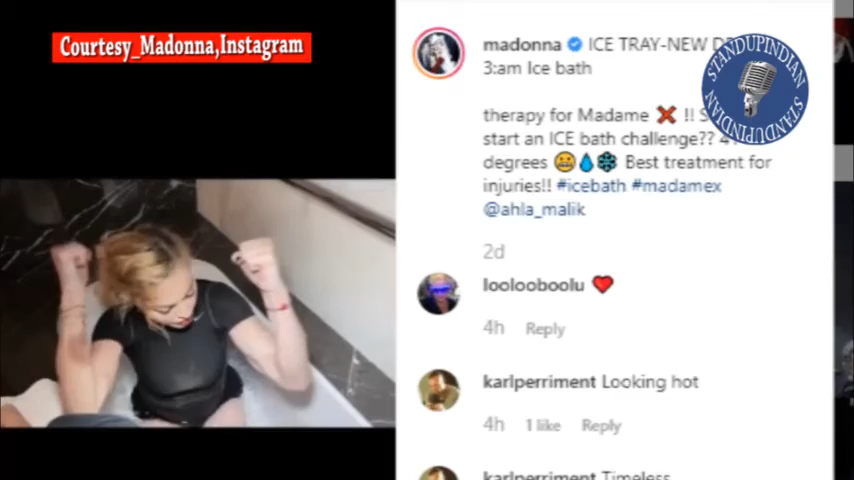 Courtesy_Madonna,Instagram
madonna ICE TRAY-NEW
3:am Ice bath
therapy for Madame ❌ !!
start an ICE bath challenge??
degrees 😬💧❄ Best treatment for
injuries!! #icebath #madamex
@ahla_malik
2d
loolooboolu ❤
4h Reply
karlperriment Looking hot
4h 1 like Reply
karlperriment Timeless
STANDUPINDIAN
STANDUPINDIAN